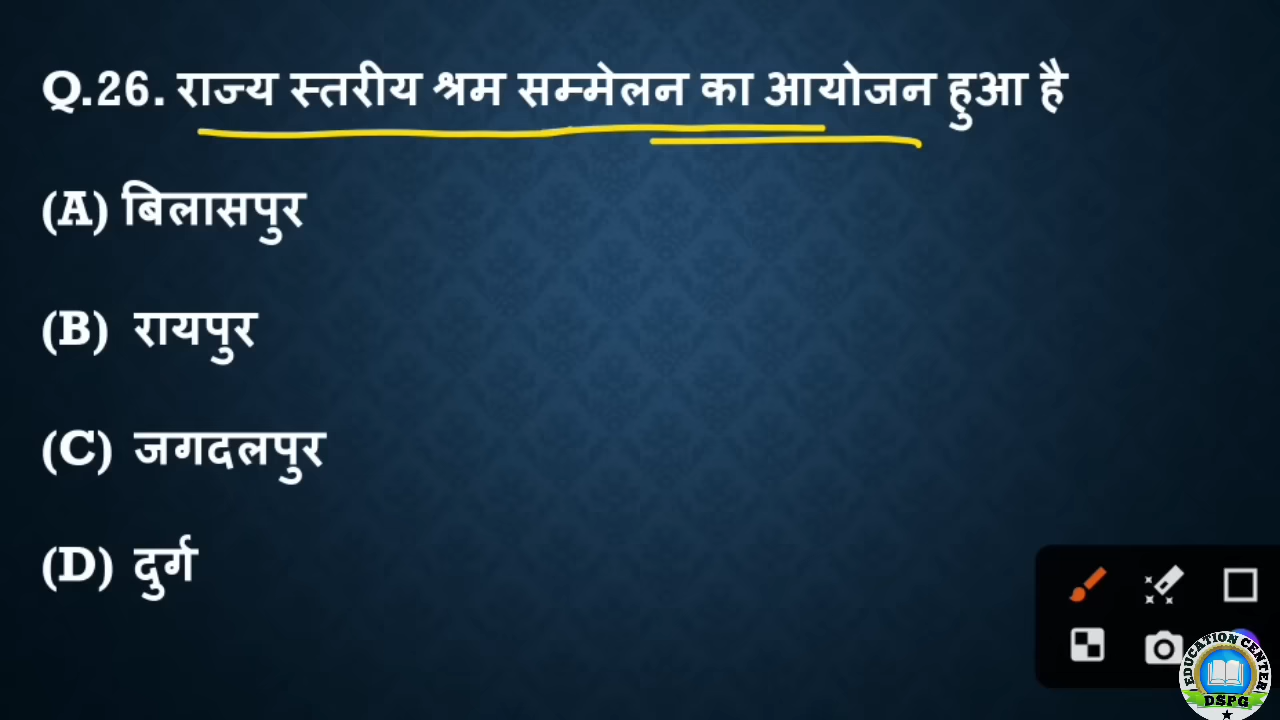 Q.26. राज्य स्तरीय श्रम सम्मेलन का आयोजन हुआ है
(A) बिलासपुर
(B) रायपुर
(C) जगदलपुर
(D) दुर्ग
EDUCATION CENTER
DSPG